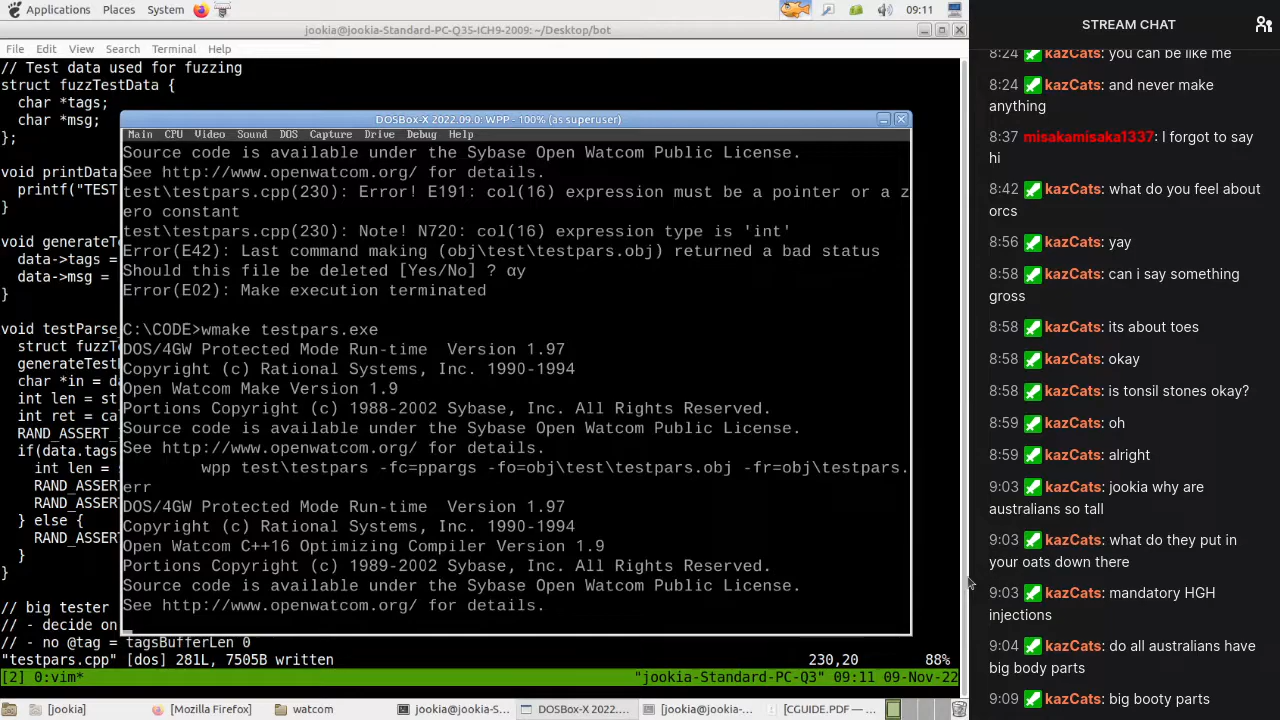 Applications Places System 09:11
jookia@jookia-Standard-PC-Q35-ICH9-2009: ~/Desktop/bot
File Edit View Search Terminal Help
// Test data used for fuzzing
struct fuzzTestData {
char *tags;
char *msg;
};
void printData
printf("TEST
}
void generateT
data->tags =
data->msg =
}
void testParse
struct fuzzT
generateTest
char *in = d
int len = st
int ret = ca
RAND_ASSERT_
if(data.tags
int len = s
RAND_ASSER
RAND_ASSER
} else {
RAND_ASSER
}
}
// big tester
// - decide on
// - no @tag = tagsBufferLen 0
"testpars.cpp" [dos] 281L, 7505B written 230,20 88%
[2] 0:vim* "jookia-Standard-PC-Q3" 09:11 09-Nov-22
DOSBox-X 2022.09.0: WPP - 100% (as superuser)
Main CPU Video Sound DOS Capture Drive Debug Help
Source code is available under the Sybase Open Watcom Public License.
See http://www.openwatcom.org/ for details.
test\testpars.cpp(230): Error! E191: col(16) expression must be a pointer or a z
ero constant
test\testpars.cpp(230): Note! N720: col(16) expression type is 'int'
Error(E42): Last command making (obj\test\testpars.obj) returned a bad status
Should this file be deleted [Yes/No] ? αy
Error(E02): Make execution terminated
C:\CODE>wmake testpars.exe
DOS/4GW Protected Mode Run-time Version 1.97
Copyright (c) Rational Systems, Inc. 1990-1994
Open Watcom Make Version 1.9
Portions Copyright (c) 1988-2002 Sybase, Inc. All Rights Reserved.
Source code is available under the Sybase Open Watcom Public License.
See http://www.openwatcom.org/ for details.
wpp test\testpars -fc=ppargs -fo=obj\test\testpars.obj -fr=obj\testpars.
err
DOS/4GW Protected Mode Run-time Version 1.97
Copyright (c) Rational Systems, Inc. 1990-1994
Open Watcom C++16 Optimizing Compiler Version 1.9
Portions Copyright (c) 1989-2002 Sybase, Inc. All Rights Reserved.
Source code is available under the Sybase Open Watcom Public License.
See http://www.openwatcom.org/ for details.
[jookia] [Mozilla Firefox] watcom jookia@jookia-S... DOSBox-X 2022.... [jookia@jookia-... [CGUIDE.PDF —...
STREAM CHAT
8:24 kazCats: you can be like me
8:24 kazCats: and never make
anything
8:37 misakamisaka1337: I forgot to say
hi
8:42 kazCats: what do you feel about
orcs
8:56 kazCats: yay
8:58 kazCats: can i say something
gross
8:58 kazCats: its about toes
8:58 kazCats: okay
8:58 kazCats: is tonsil stones okay?
8:59 kazCats: oh
8:59 kazCats: alright
9:03 kazCats: jookia why are
australians so tall
9:03 kazCats: what do they put in
your oats down there
9:03 kazCats: mandatory HGH
injections
9:04 kazCats: do all australians have
big body parts
9:09 kazCats: big booty parts